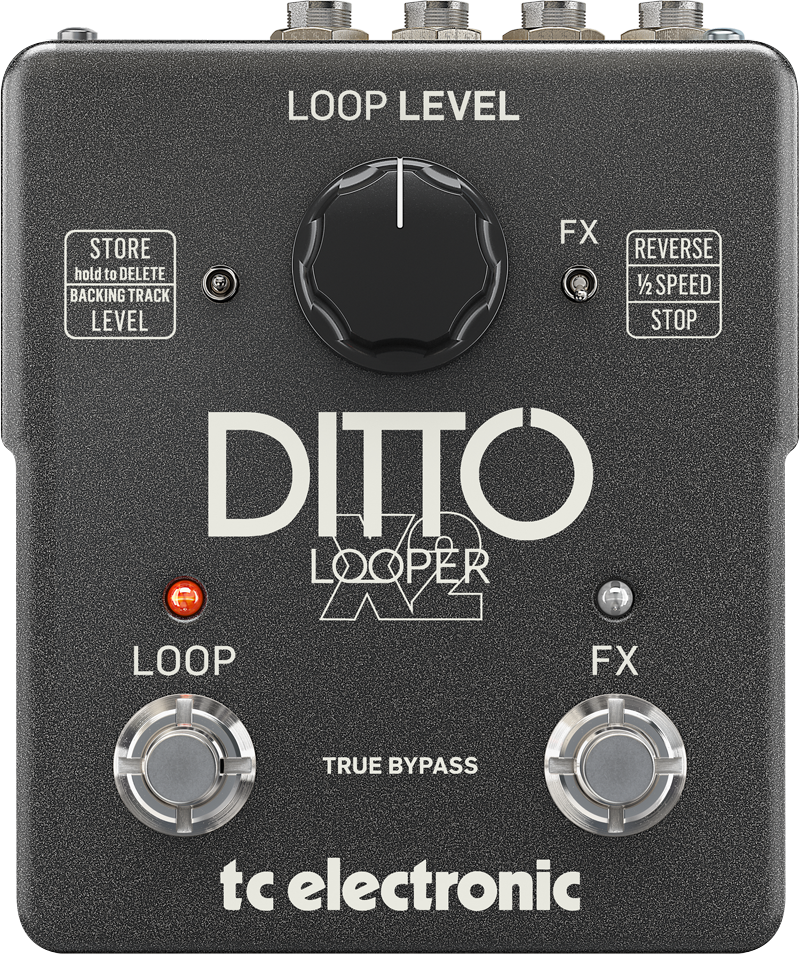 LOOP LEVEL
FX
STORE
hold to DELETE
BACKING TRACK
LEVEL
REVERSE
½ SPEED
STOP
DITTO
X2
LOOPER
LOOP
FX
TRUE BYPASS
tc electronic